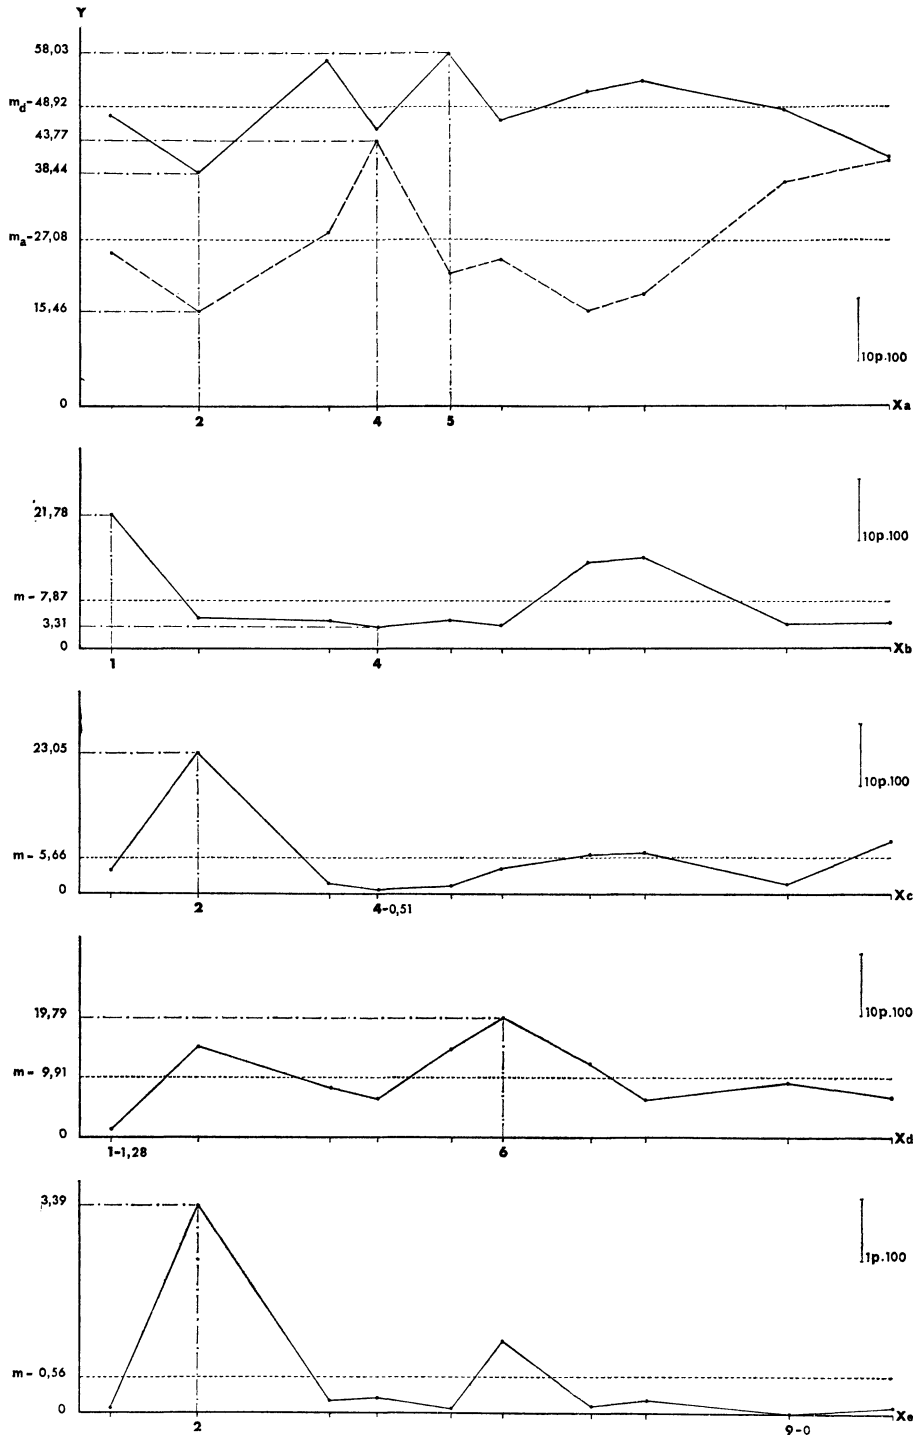 Y
58,03
md-48,92
43,77
38,44
ma-27,08
15,46
10p.100
0
2 4 5 Xa
21,78
10p.100
m-7,87
3,31
0
1 4 Xb
23,05
10p.100
m-5,66
0
2 4-0,51 Xc
19,79
10p.100
m-9,91
0
1-1,28 6 Xd
3,39
1p.100
m-0,56
0
2 9-0 Xe